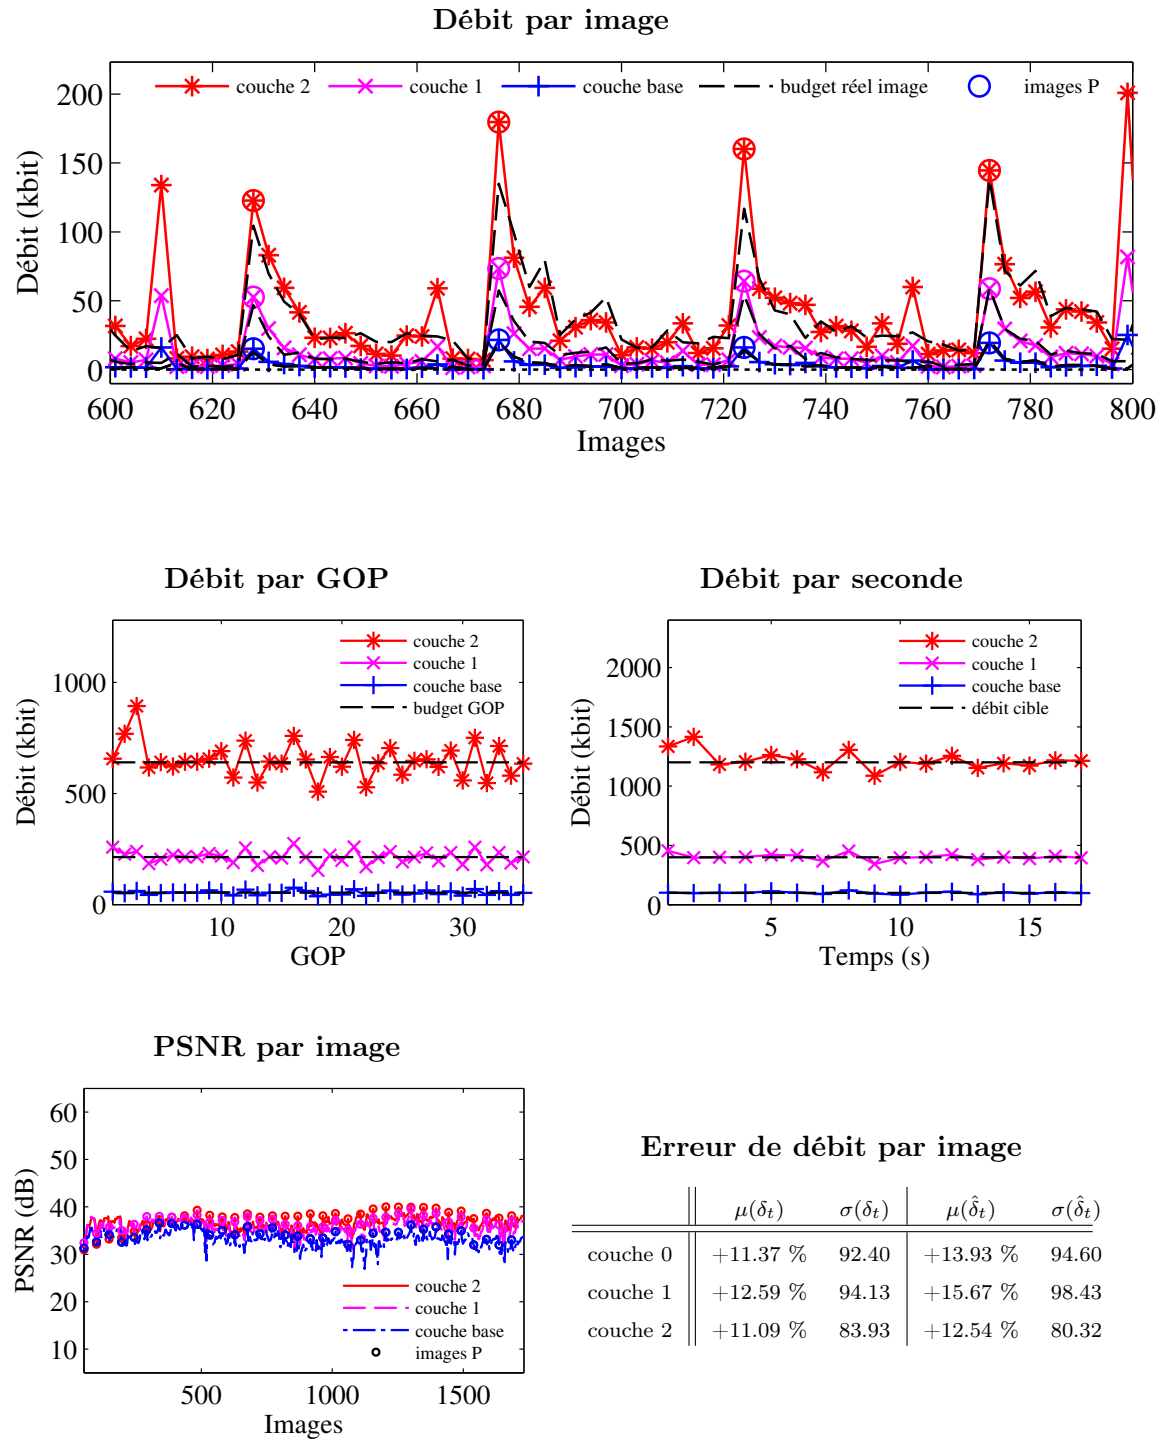 Débit par image
couche 2 couche 1 couche base budget réel image images P
200
150
100
50
0
Débit (kbit)
600 620 640 660 680 700 720 740 760 780 800
Images
Débit par GOP
couche 2
couche 1
couche base
budget GOP
1000
500
0
Débit (kbit)
10 20 30
GOP
Débit par seconde
couche 2
couche 1
couche base
débit cible
2000
1500
1000
500
0
Débit (kbit)
5 10 15
Temps (s)
PSNR par image
60
50
40
30
20
10
PSNR (dB)
couche 2
couche 1
couche base
images P
500 1000 1500
Images
Erreur de débit par image
μ(δₜ) σ(δₜ) μ(δ̂ₜ) σ(δ̂ₜ)
couche 0 +11.37 % 92.40 +13.93 % 94.60
couche 1 +12.59 % 94.13 +15.67 % 98.43
couche 2 +11.09 % 83.93 +12.54 % 80.32